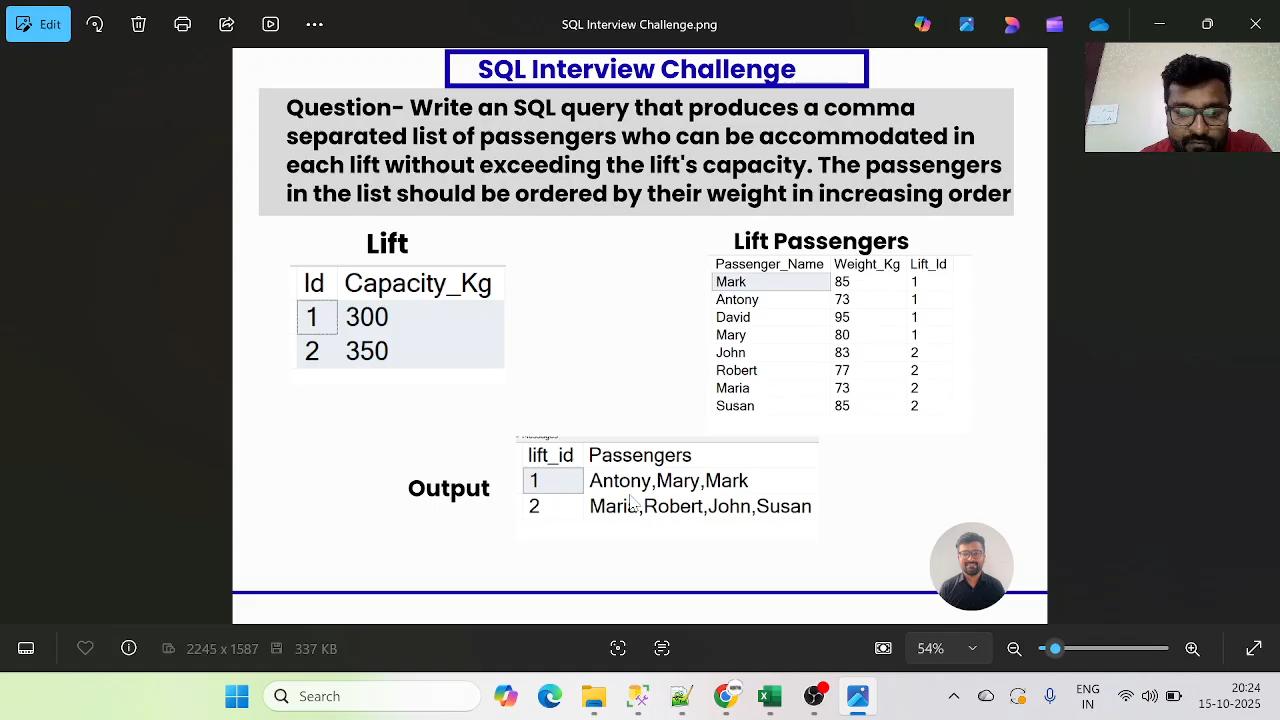 Edit
SQL Interview Challenge.png
SQL Interview Challenge
Question- Write an SQL query that produces a comma
separated list of passengers who can be accommodated in
each lift without exceeding the lift's capacity. The passengers
in the list should be ordered by their weight in increasing order
Lift
Id Capacity_Kg
1 300
2 350
Lift Passengers
Passenger_Name Weight_Kg Lift_Id
Mark 85 1
Antony 73 1
David 95 1
Mary 80 1
John 83 2
Robert 77 2
Maria 73 2
Susan 85 2
Output
lift_id Passengers
1 Antony,Mary,Mark
2 Maria,Robert,John,Susan
2245 x 1587 337 KB
54%
Search
ENG
IN
20:24
15-10-2025